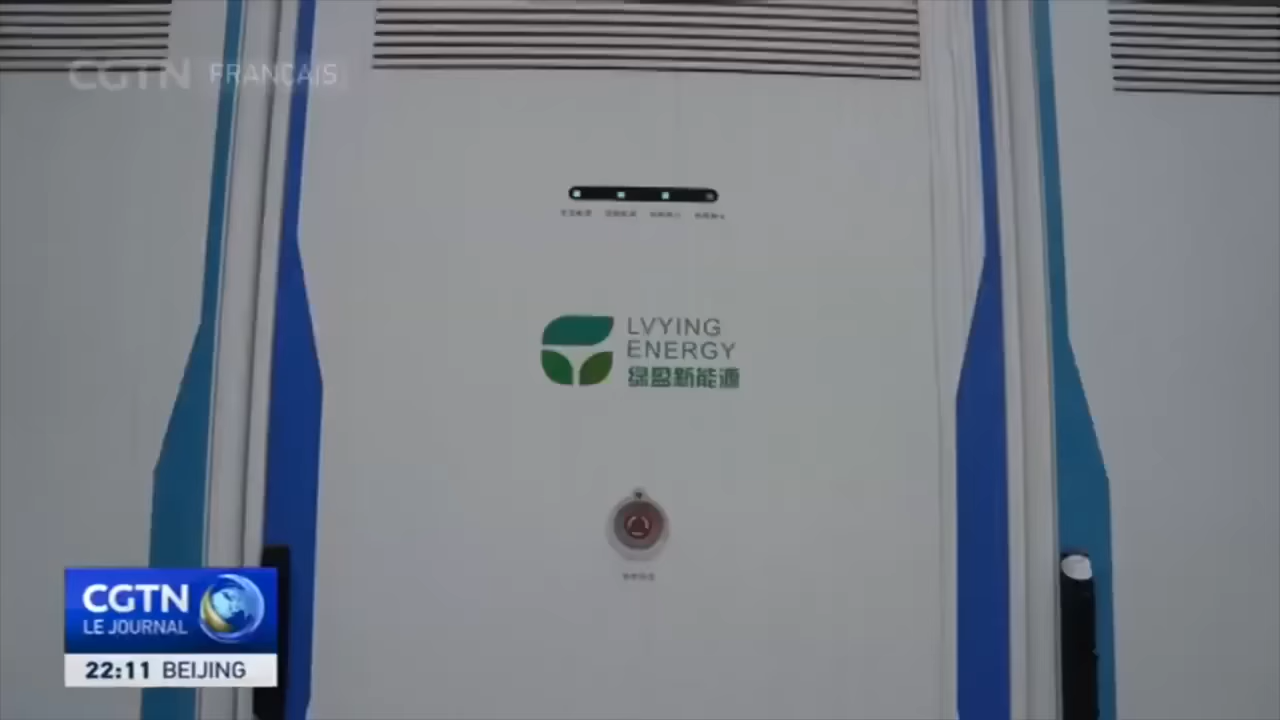 CGTN FRANÇAIS
LVYING
ENERGY
绿盈新能源
CGTN
LE JOURNAL
22:11 BEIJING